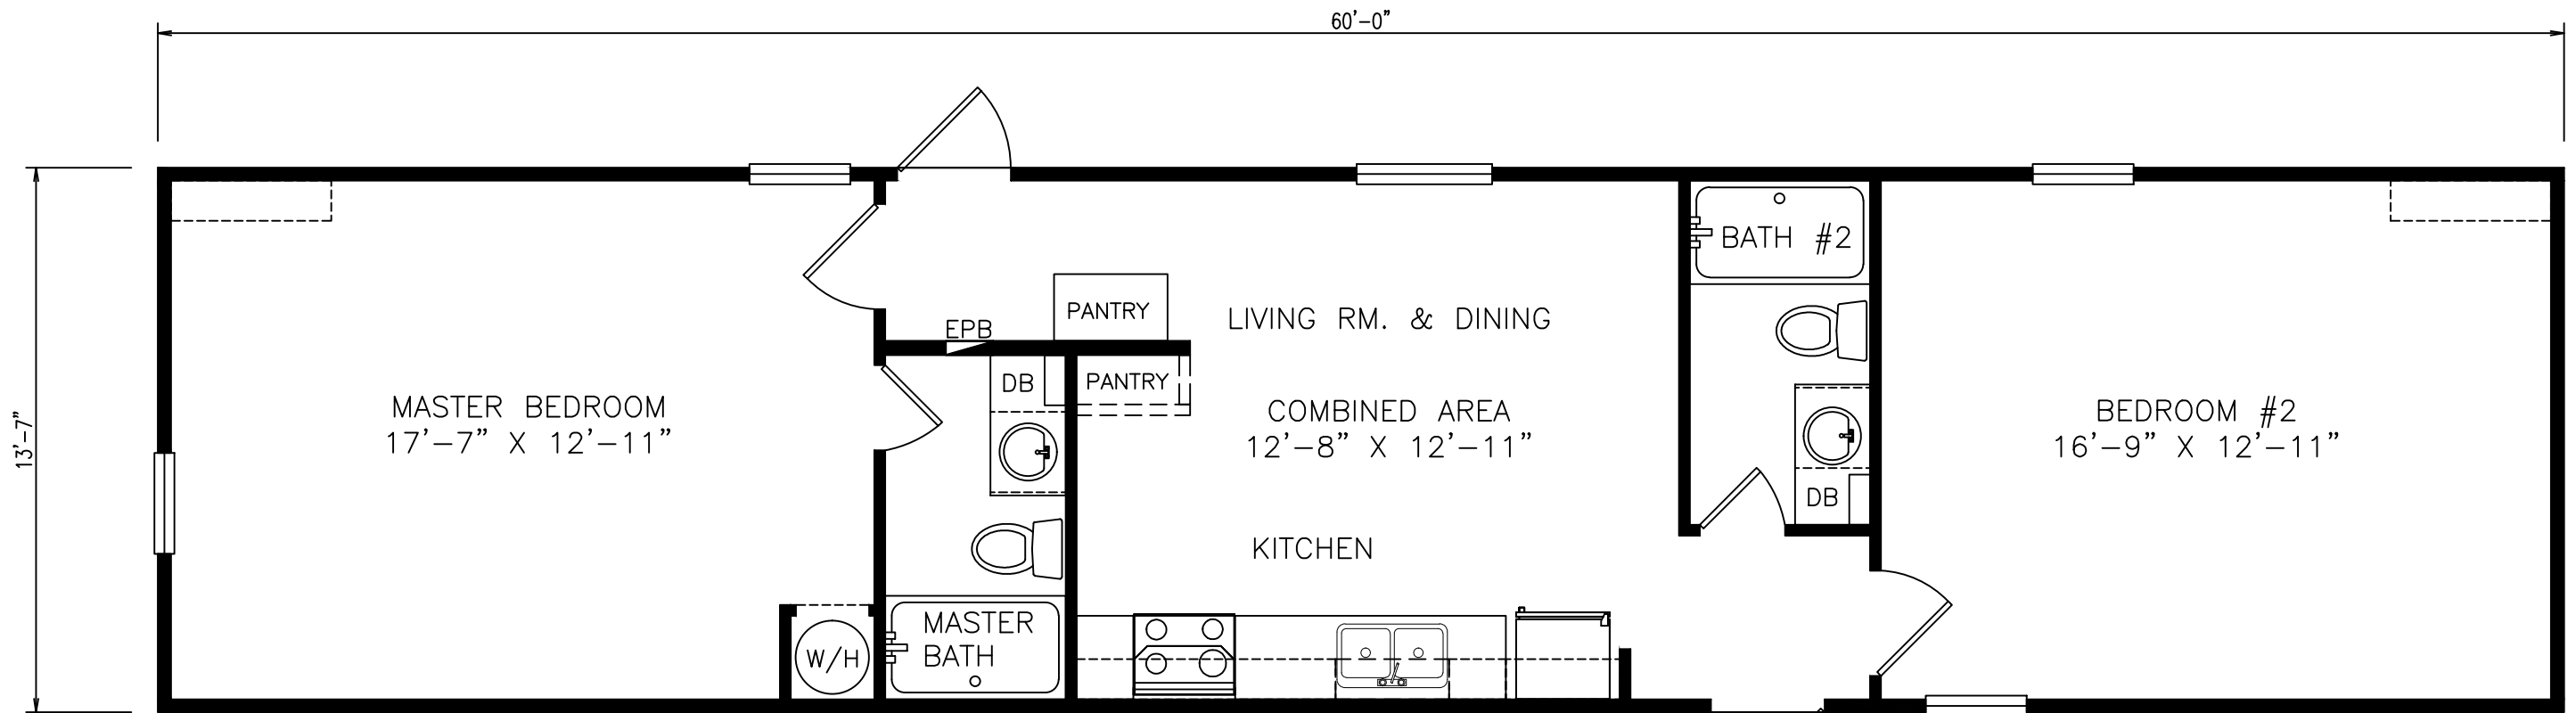 60'-0"
13'-7"
MASTER BEDROOM
17'-7" X 12'-11"
W/H
EPB
PANTRY
DB
PANTRY
MASTER
BATH
LIVING RM. & DINING
COMBINED AREA
12'-8" X 12'-11"
KITCHEN
BATH #2
DB
BEDROOM #2
16'-9" X 12'-11"